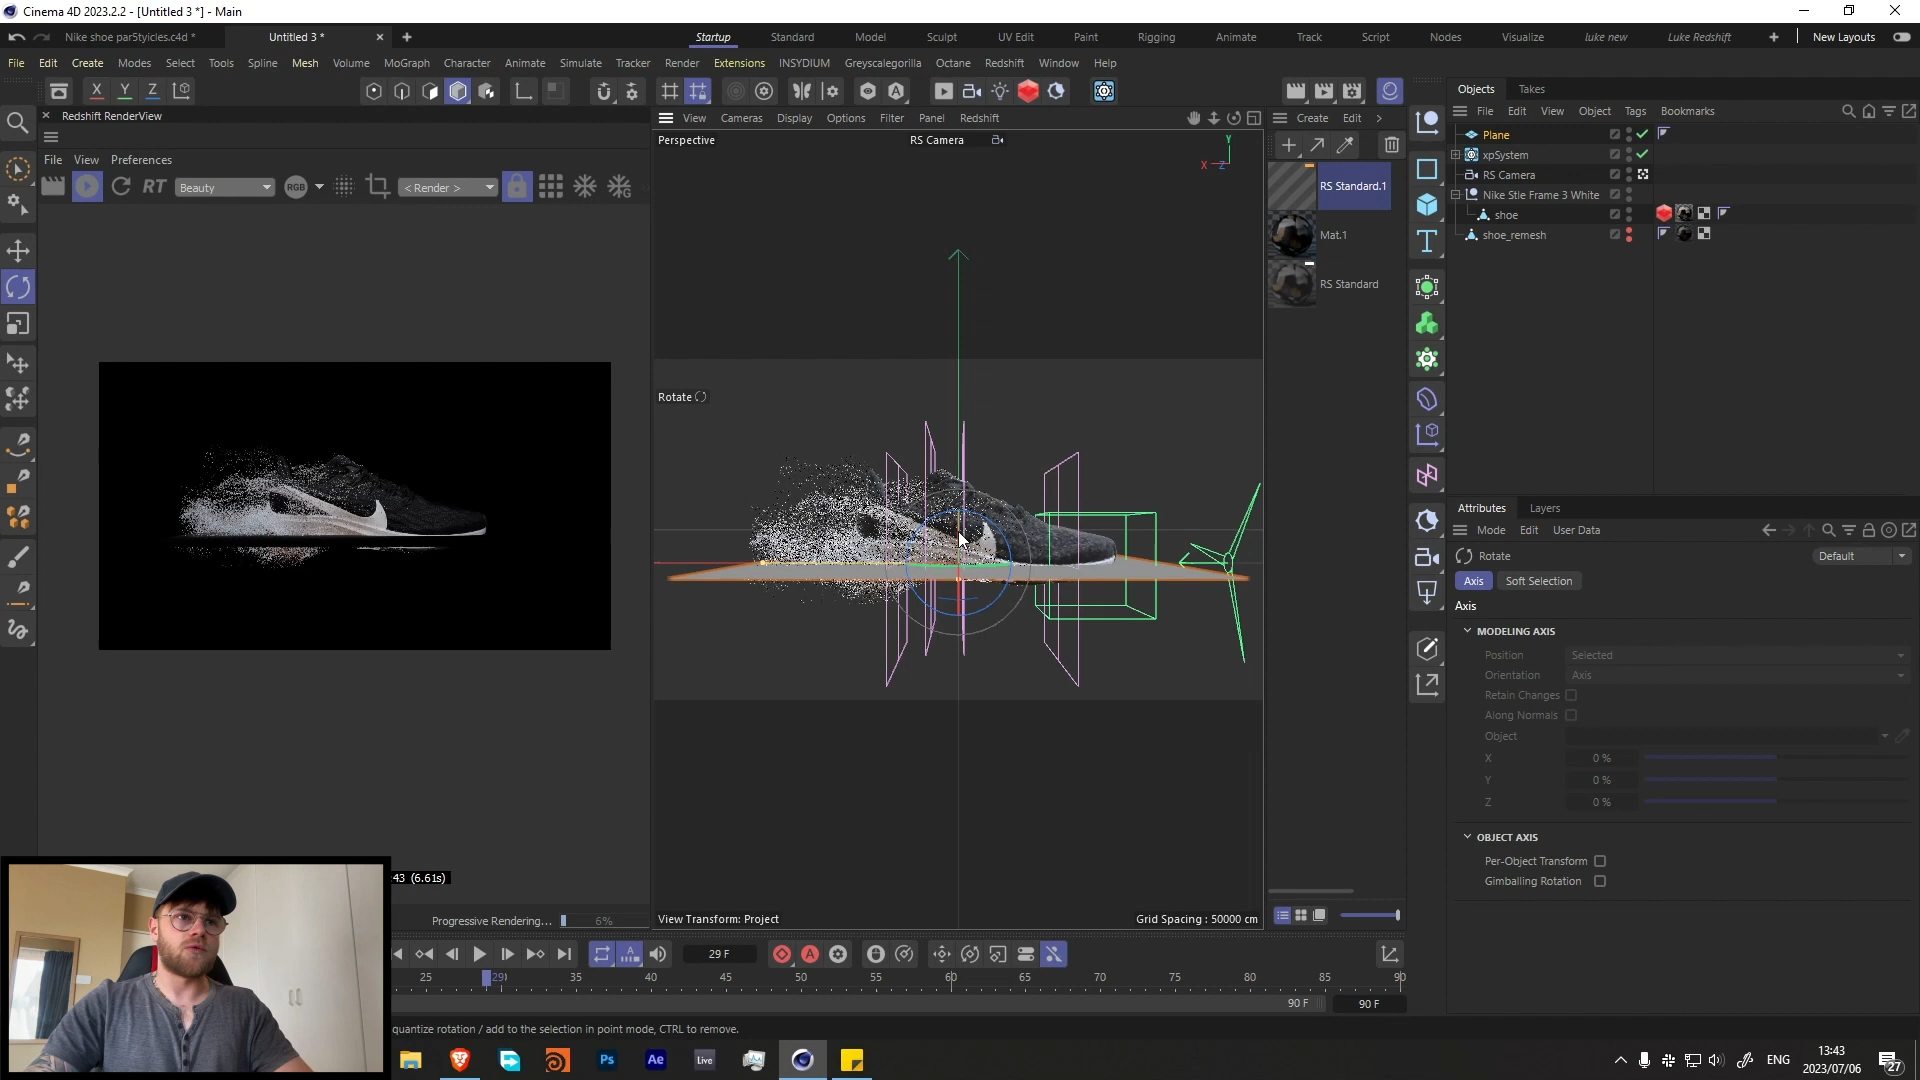 Cinema 4D 2023.2.2 - [Untitled 3 *] - Main
Nike shoe par5tyicles.c4d *
Untitled 3 *
Startup
Standard
Model
Sculpt
UV Edit
Paint
Rigging
Animate
Track
Script
Nodes
Visualize
luke new
Luke Redshift
New Layouts
File Edit Create Modes Select Tools Spline Mesh Volume MoGraph Character Animate Simulate Tracker Render Extensions INSYDIUM Greyscalegorilla Octane Redshift Window Help
X Y Z
Redshift RenderView
File View Preferences
RT
Beauty
RGB
< Render >
43 (6.61s)
Progressive Rendering...
6%
View Cameras Display Options Filter Panel Redshift
Perspective
RS Camera
Y
X
Z
Rotate
View Transform: Project
Grid Spacing : 50000 cm
Create Edit
RS Standard.1
Mat.1
RS Standard
Objects Takes
File Edit View Object Tags Bookmarks
Plane
xpSystem
RS Camera
Nike Stle Frame 3 White
shoe
shoe_remesh
Attributes Layers
Mode Edit User Data
Rotate
Default
Axis Soft Selection
Axis
MODELING AXIS
Position Selected
Orientation Axis
Retain Changes
Along Normals
Object
X 0 %
Y 0 %
Z 0 %
OBJECT AXIS
Per-Object Transform
Gimballing Rotation
29 F
25 29 35 40 45 50 55 60 65 70 75 80 85 90
90 F 90 F
quantize rotation / add to the selection in point mode, CTRL to remove.
Ps
Ae
Live
ENG
13:43
2023/07/06
27